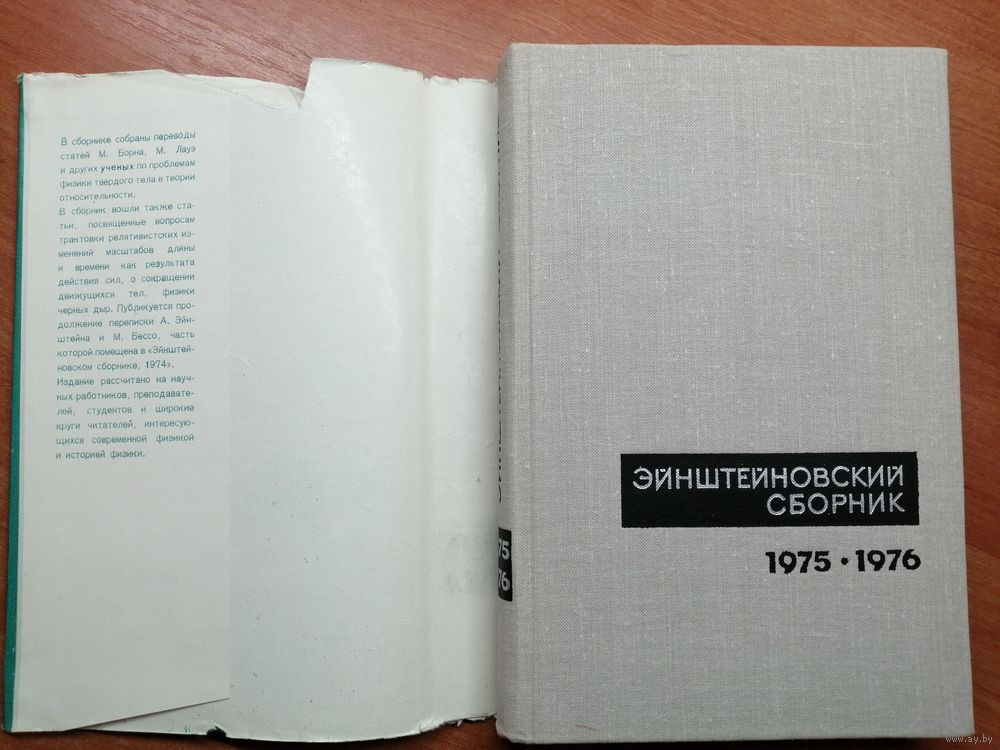 В сборнике собраны переводы
статей М. Борна, М. Лауэ
и других ученых по проблемам
физики твердого тела в теории
относительности.
В сборник вошли также ста-
тьи, посвященные вопросам
трактовки релятивистских из-
менений масштабов длины
и времени как результата
действия сил, о сокращении
движущихся тел, физики
черных дыр. Публикуется про-
должение переписки А. Эйн-
штейна и М. Бессо, часть
которой помещена в «Эйнштей-
новском сборнике, 1974».
Издание рассчитано на науч-
ных работников, преподавате-
лей, студентов и широкие
круги читателей, интересую-
щихся современной физикой
и историей физики.
ЭЙНШТЕЙНОВСКИЙ
СБОРНИК
1975 • 1976
75
76
www.ay.by